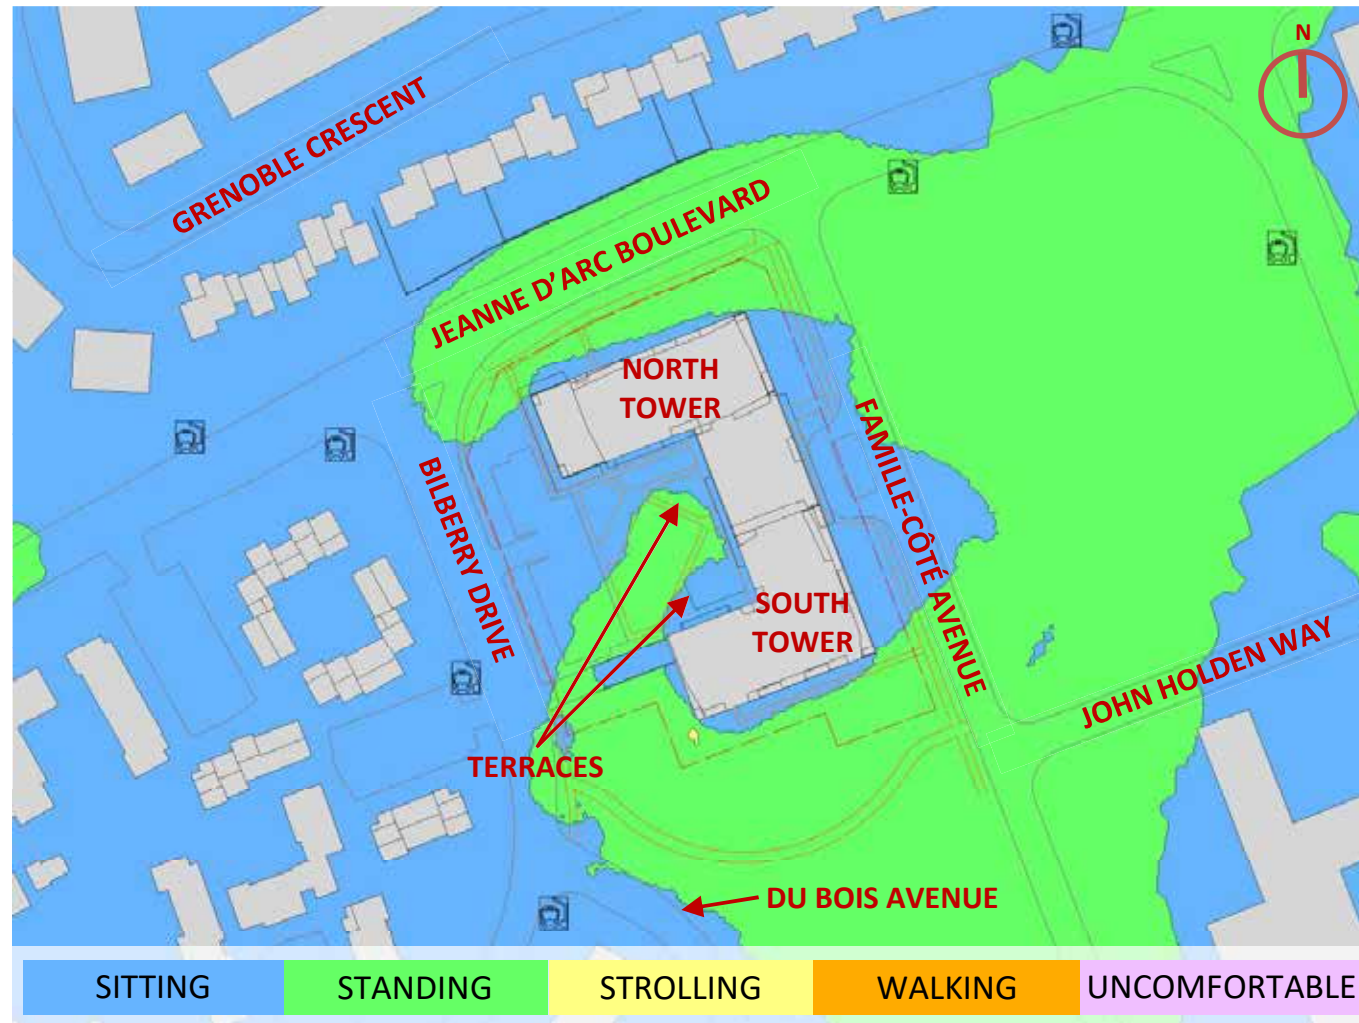 N
GRENOBLE CRESCENT
JEANNE D'ARC BOULEVARD
NORTH
TOWER
FAMILLE-CÔTÉ AVENUE
BILBERRY DRIVE
SOUTH
TOWER
JOHN HOLDEN WAY
TERRACES
DU BOIS AVENUE
SITTING
STANDING
STROLLING
WALKING
UNCOMFORTABLE